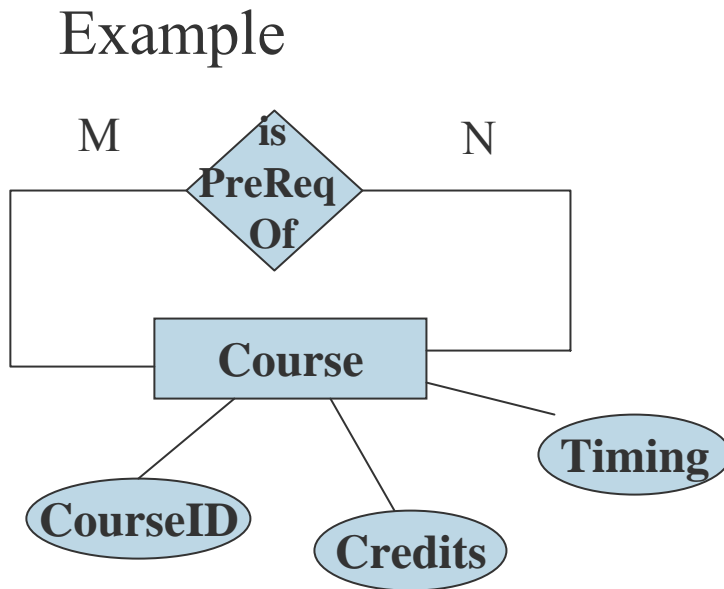 Example
M
N
is
PreReq
Of
Course
Timing
CourseID
Credits